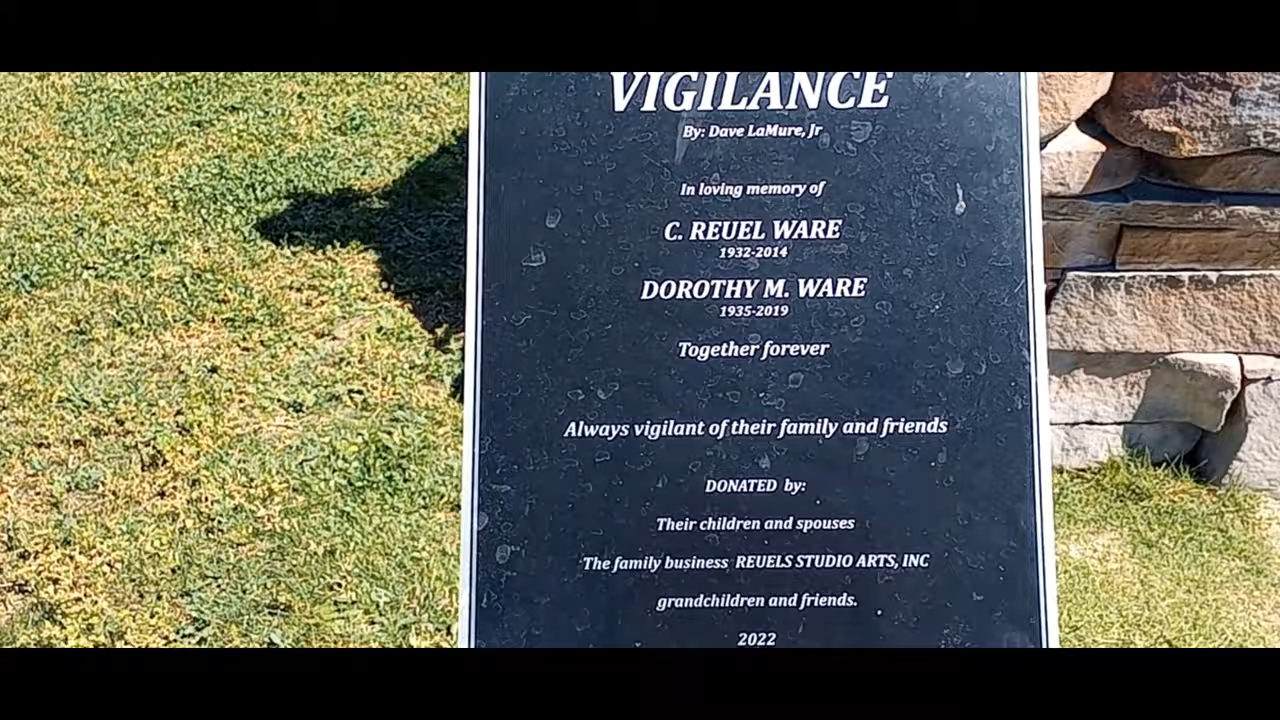 VIGILANCE
By: Dave LaMure, Jr
In loving memory of
C. REUEL WARE
1932-2014
DOROTHY M. WARE
1935-2019
Together forever
Always vigilant of their family and friends
DONATED by:
Their children and spouses
The family business REUELS STUDIO ARTS, INC
grandchildren and friends.
2022